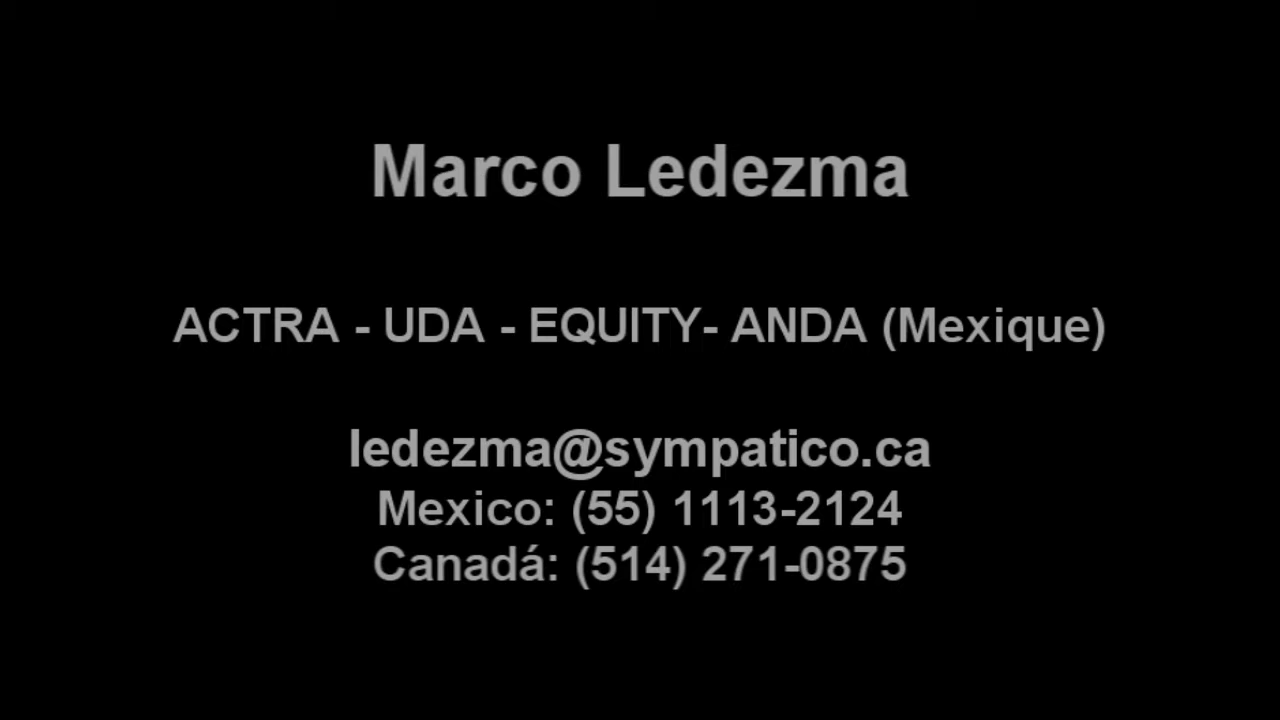 Marco Ledezma
ACTRA - UDA - EQUITY- ANDA (Mexique)
ledezma@sympatico.ca
Mexico: (55) 1113-2124
Canadá: (514) 271-0875